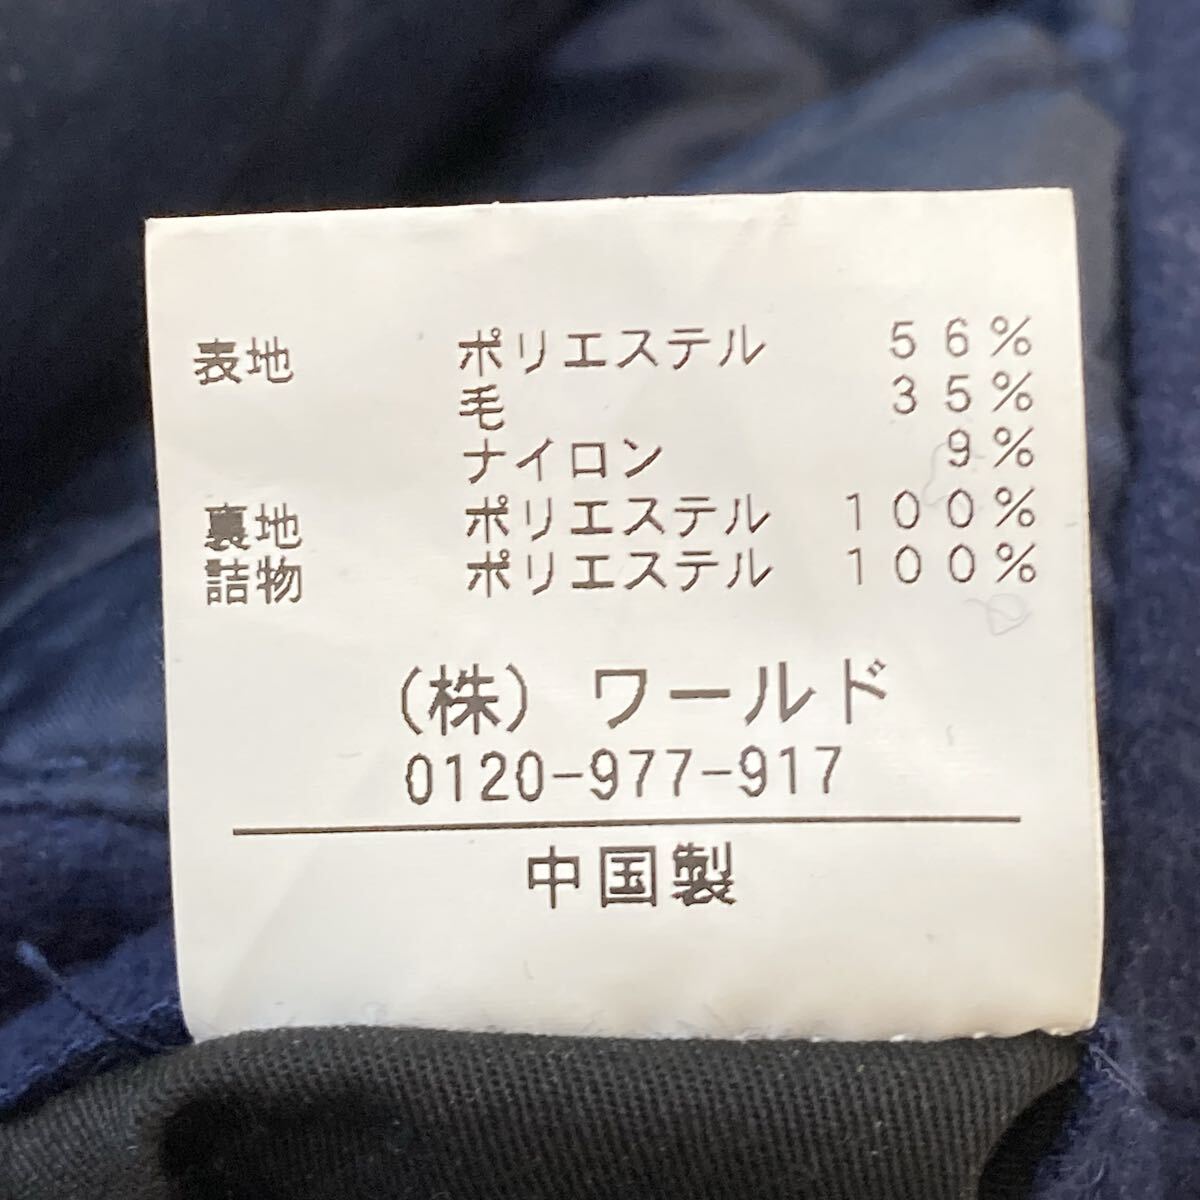 表地 ポリエステル 56%
毛 35%
ナイロン 9%
裏地 ポリエステル 100%
詰物 ポリエステル 100%
(株) ワールド
0120-977-917
中国製